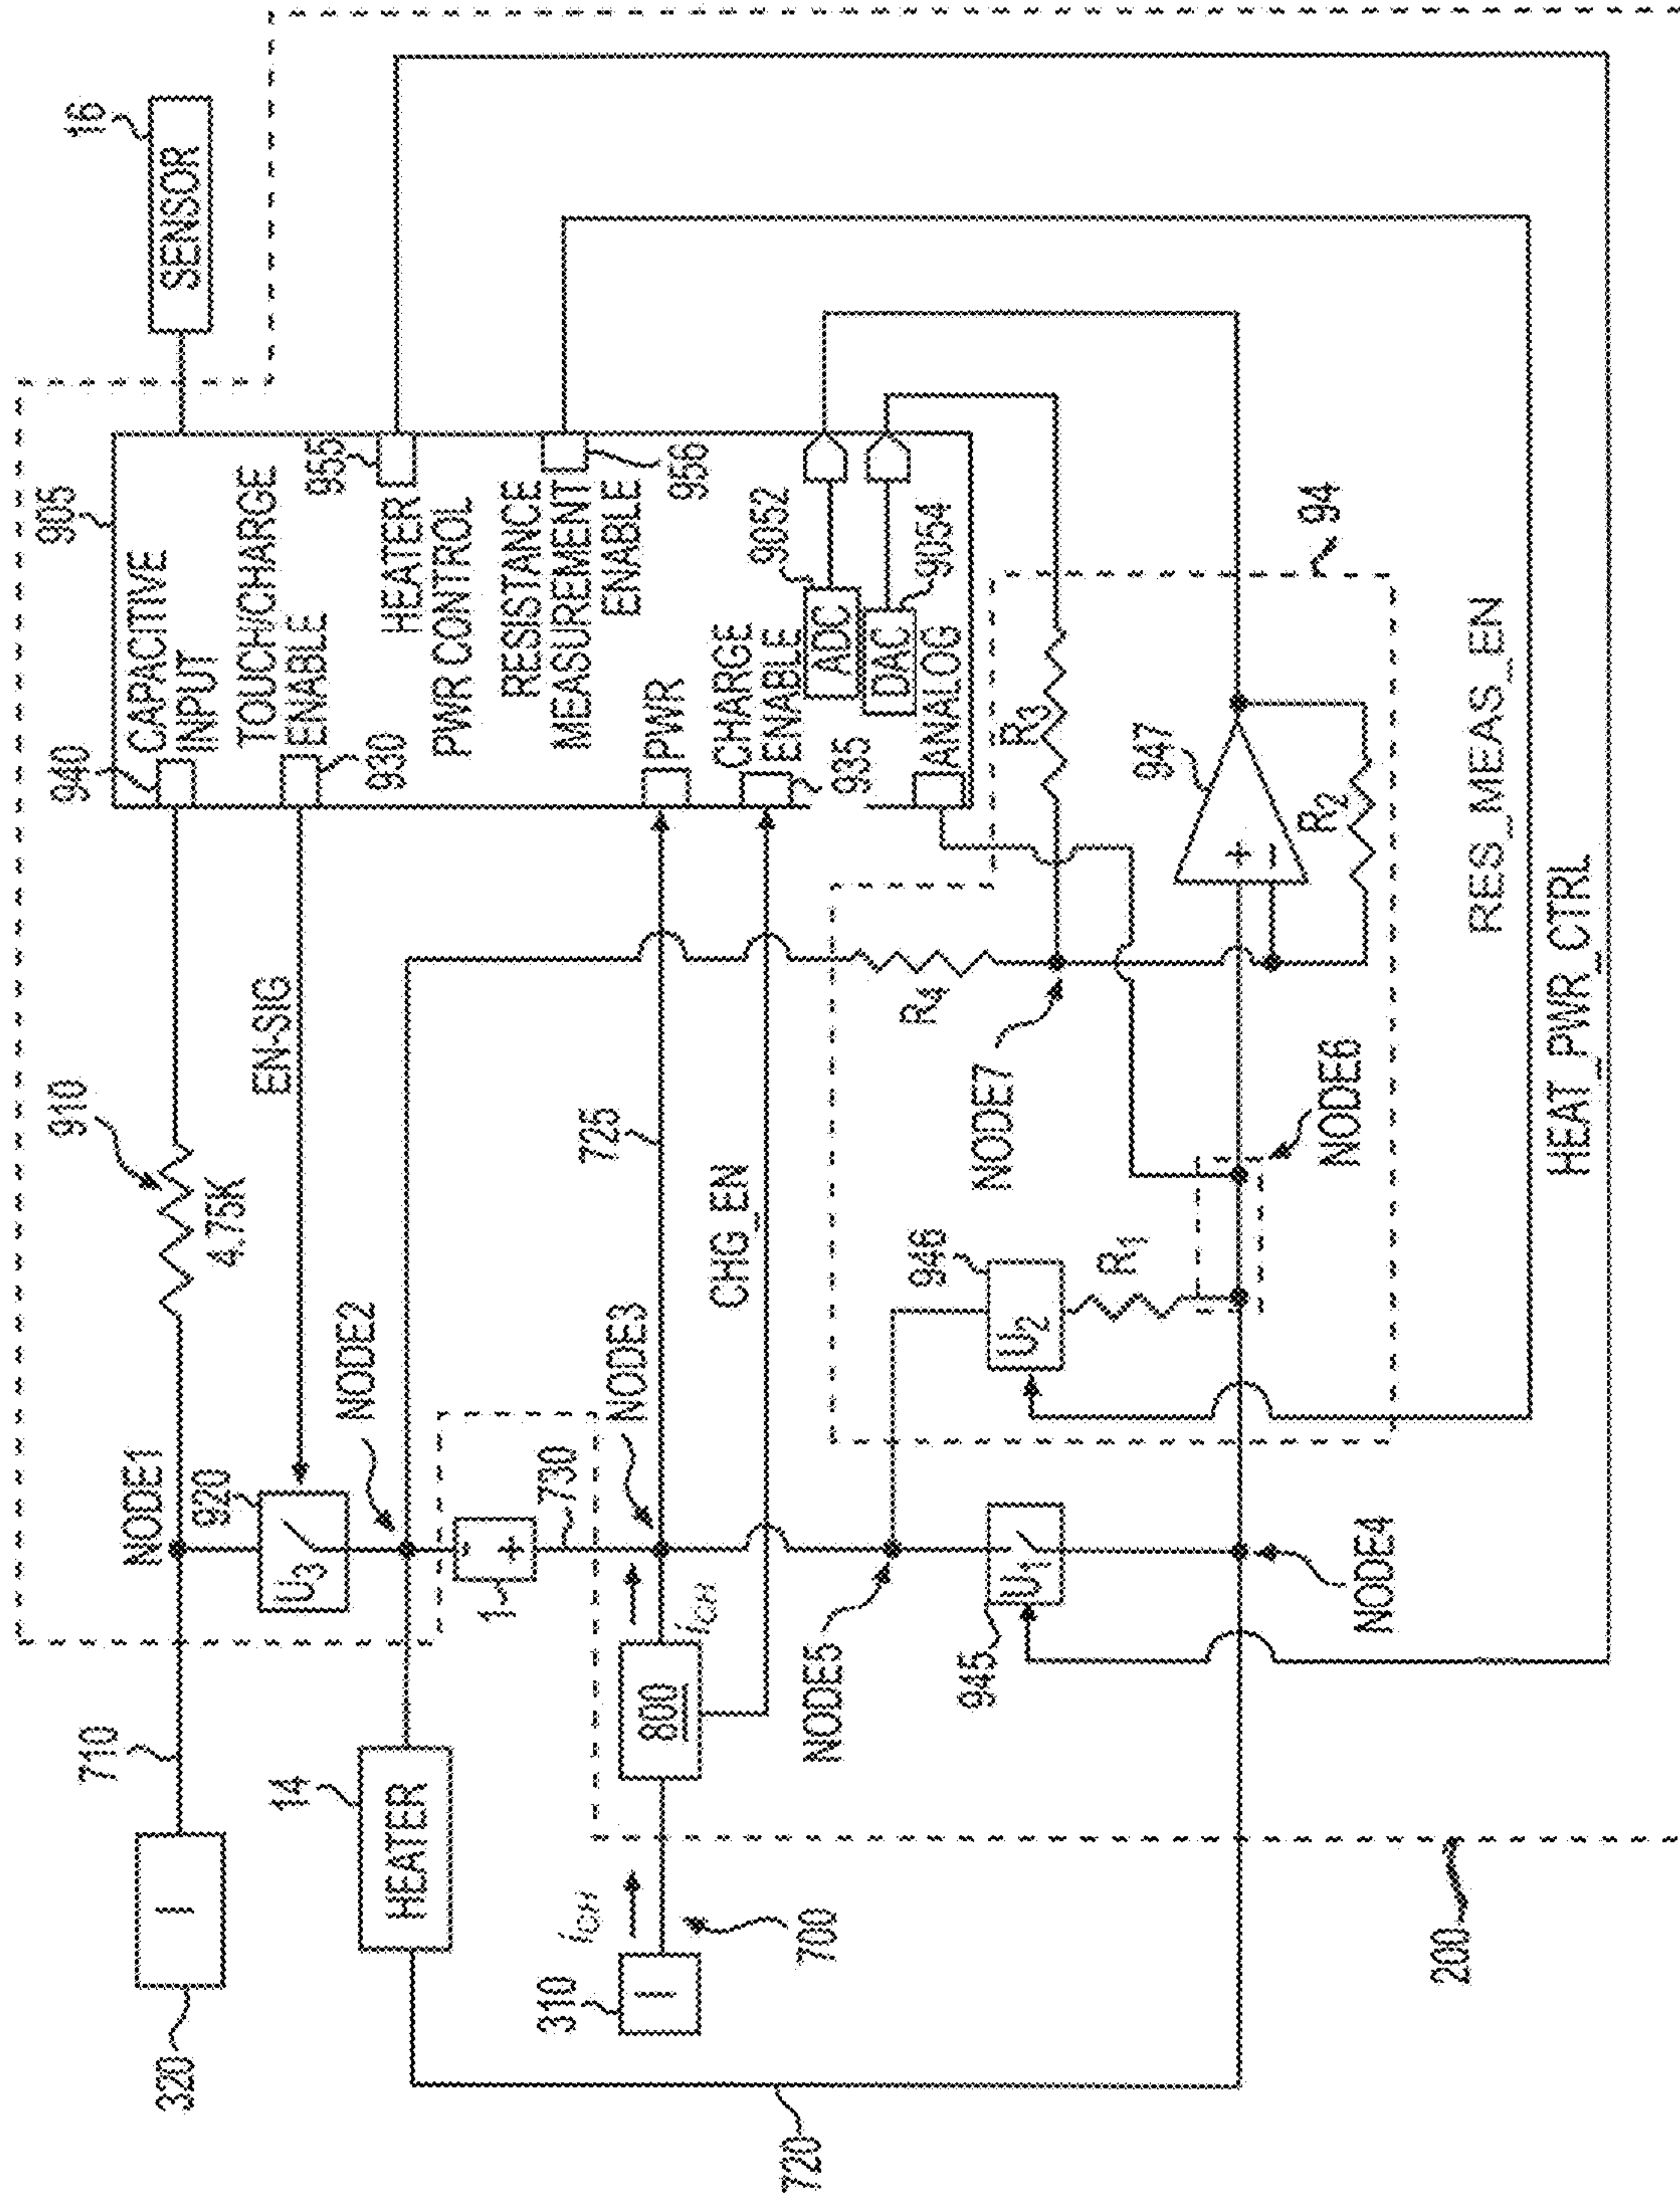 16
SENSOR
905
940
CAPACITIVE
INPUT
TOUCH/CHARGE
ENABLE
930
955
HEATER
PWR CONTROL
RESISTANCE
MEASUREMENT
ENABLE
956
PWR
CHARGE
ENABLE
935
9052
ADC
DAC
9054
ANALOG
910
4.75K
EN-SIG
NODE1
920
U3
NODE2
710
320
I
14
HEATER
1
-
+
730
NODE3
725
CHG_EN
iCH
800
iCH
310
I
700
720
NODE5
945
U1
NODE4
946
U2
R1
NODE6
NODE7
R4
R3
947
+
–
R2
94
RES_MEAS_EN
HEAT_PWR_CTRL
200